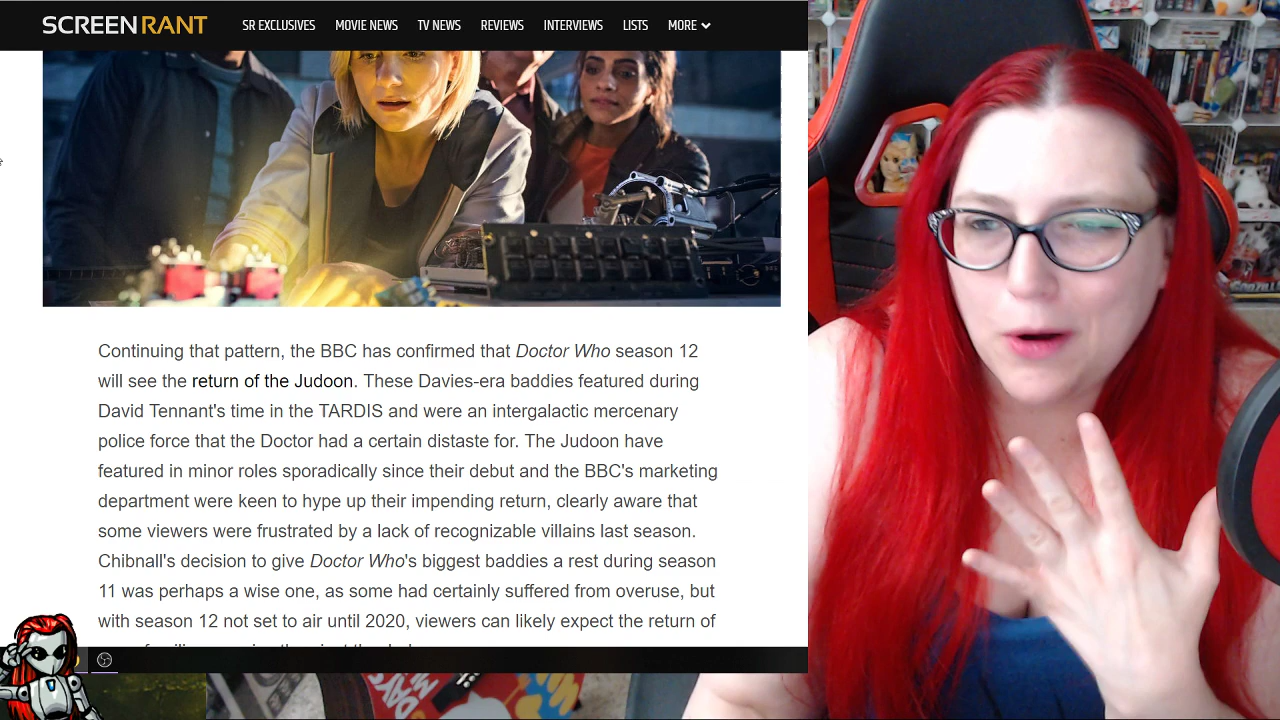 SCREENRANT SR EXCLUSIVES MOVIE NEWS TV NEWS REVIEWS INTERVIEWS LISTS MORE
Continuing that pattern, the BBC has confirmed that Doctor Who season 12
will see the return of the Judoon. These Davies-era baddies featured during
David Tennant's time in the TARDIS and were an intergalactic mercenary
police force that the Doctor had a certain distaste for. The Judoon have
featured in minor roles sporadically since their debut and the BBC's marketing
department were keen to hype up their impending return, clearly aware that
some viewers were frustrated by a lack of recognizable villains last season.
Chibnall's decision to give Doctor Who's biggest baddies a rest during season
11 was perhaps a wise one, as some had certainly suffered from overuse, but
with season 12 not set to air until 2020, viewers can likely expect the return of
GODZILLA
DAYS